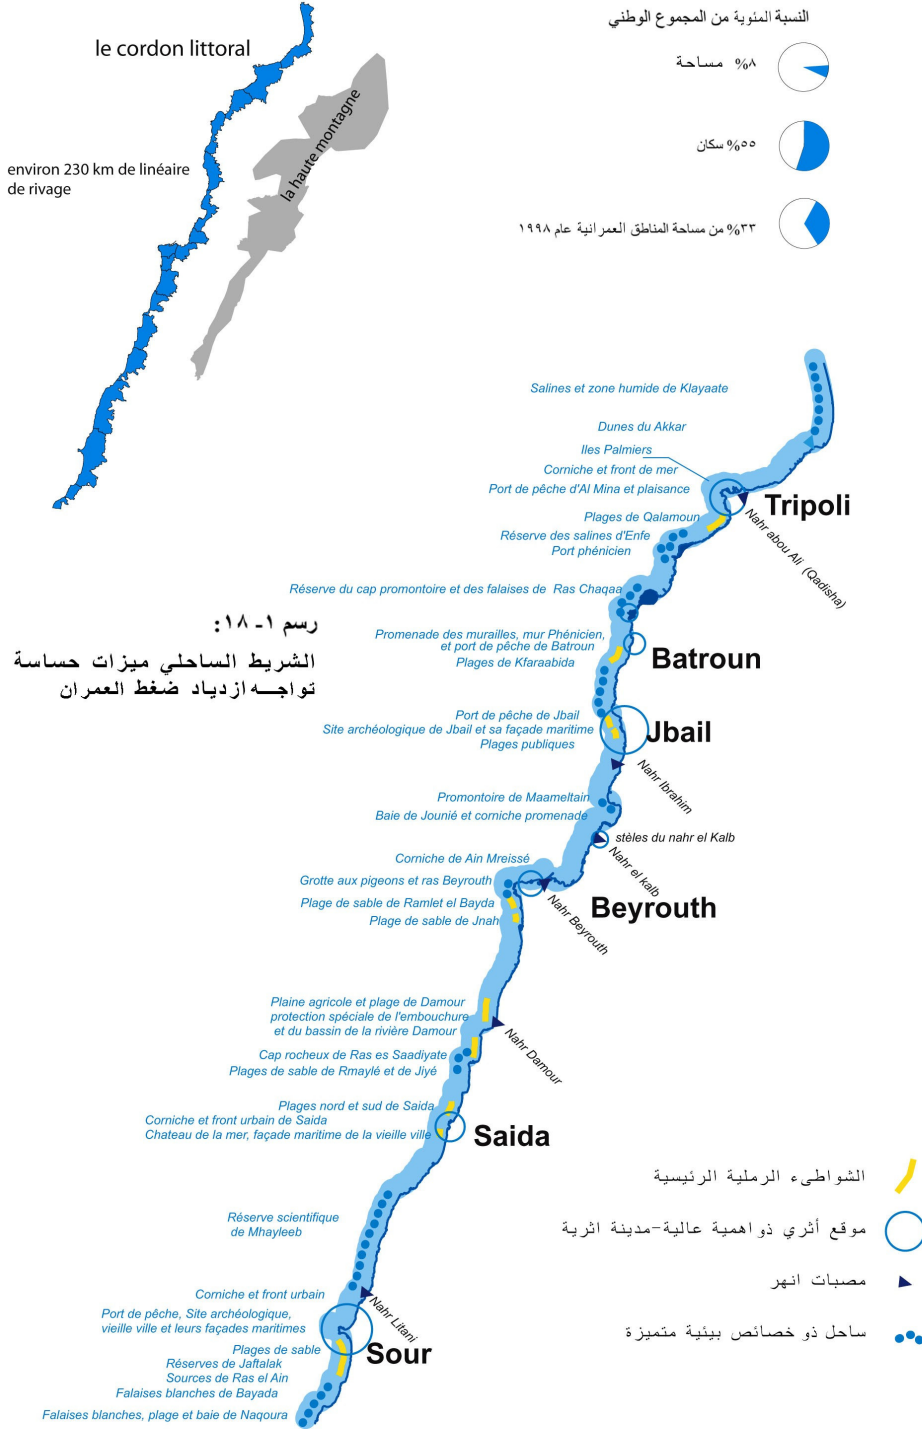 le cordon littoral
environ 230 km de linéaire
de rivage
la haute montagne
النسبة المئوية من المجموع الوطني
٨% مساحة
٥٥% سكان
٣٣% من مساحة المناطق العمرانية عام ١٩٩٨
رسم ١-١٨:
الشريط الساحلي ميزات حساسة
تواجه ازدياد ضغط العمران
Salines et zone humide de Klayaate
Dunes du Akkar
Iles Palmiers
Corniche et front de mer
Port de pêche d'Al Mina et plaisance
Tripoli
Nahr abou Ali (Qadisha)
Plages de Qalamoun
Réserve des salines d'Enfe
Port phénicien
Réserve du cap promontoire et des falaises de Ras Chaqaa
Promenade des murailles, mur Phénicien,
et port de pêche de Batroun
Batroun
Plages de Kfaraabida
Port de pêche de Jbail
Site archéologique de Jbail et sa façade maritime
Jbail
Plages publiques
Nahr Ibrahim
Promontoire de Maameltain
Baie de Jounié et corniche promenade
stèles du nahr el Kalb
Nahr el kalb
Corniche de Ain Mreissé
Grotte aux pigeons et ras Beyrouth
Plage de sable de Ramlet el Bayda
Beyrouth
Plage de sable de Jnah
Nahr Beyrouth
Plaine agricole et plage de Damour
protection spéciale de l'embouchure
et du bassin de la rivière Damour
Nahr Damour
Cap rocheux de Ras es Saadiyate
Plages de sable de Rmaylé et de Jiyé
Plages nord et sud de Saida
Corniche et front urbain de Saida
Chateau de la mer, façade maritime de la vieille ville
Saida
Réserve scientifique
de Mhayleeb
Corniche et front urbain
Nahr Litani
Port de pêche, Site archéologique,
vieille ville et leurs façades maritimes
Sour
Plages de sable
Réserves de Jaftalak
Sources de Ras el Ain
Falaises blanches de Bayada
Falaises blanches, plage et baie de Naqoura
الشواطىء الرملية الرئيسية
موقع أثري ذو اهمية عالية-مدينة اثرية
مصبات انهر
ساحل ذو خصائص بيئية متميزة